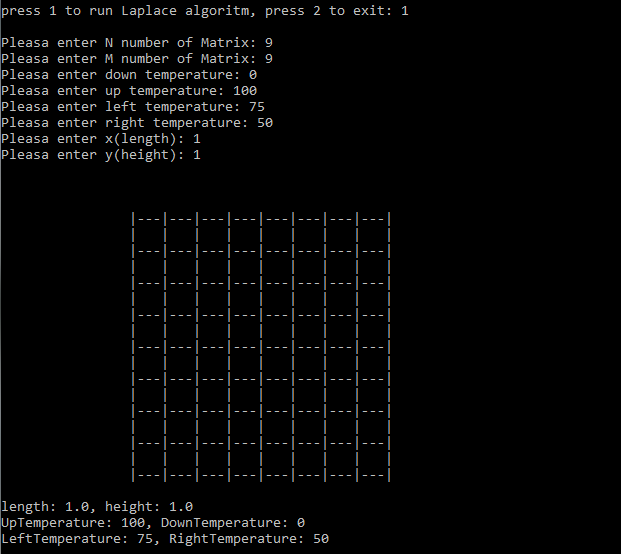 press 1 to run Laplace algoritm, press 2 to exit: 1
Pleasa enter N number of Matrix: 9
Pleasa enter M number of Matrix: 9
Pleasa enter down temperature: 0
Pleasa enter up temperature: 100
Pleasa enter left temperature: 75
Pleasa enter right temperature: 50
Pleasa enter x(length): 1
Pleasa enter y(height): 1
|---|---|---|---|---|---|---|---|
|   |   |   |   |   |   |   |   |
|---|---|---|---|---|---|---|---|
|   |   |   |   |   |   |   |   |
|---|---|---|---|---|---|---|---|
|   |   |   |   |   |   |   |   |
|---|---|---|---|---|---|---|---|
|   |   |   |   |   |   |   |   |
|---|---|---|---|---|---|---|---|
|   |   |   |   |   |   |   |   |
|---|---|---|---|---|---|---|---|
|   |   |   |   |   |   |   |   |
|---|---|---|---|---|---|---|---|
|   |   |   |   |   |   |   |   |
|---|---|---|---|---|---|---|---|
|   |   |   |   |   |   |   |   |
|---|---|---|---|---|---|---|---|
length: 1.0, height: 1.0
UpTemperature: 100, DownTemperature: 0
LeftTemperature: 75, RightTemperature: 50